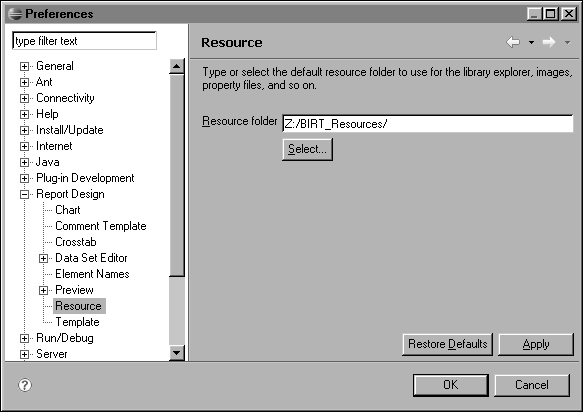 Preferences
type filter text
General
Ant
Connectivity
Help
Install/Update
Internet
Java
Plug-in Development
Report Design
Chart
Comment Template
Crosstab
Data Set Editor
Element Names
Preview
Resource
Template
Run/Debug
Server
Resource
Type or select the default resource folder to use for the library explorer, images,
property files, and so on.
Resource folder Z:/BIRT_Resources/
Select...
Restore Defaults Apply
? OK Cancel